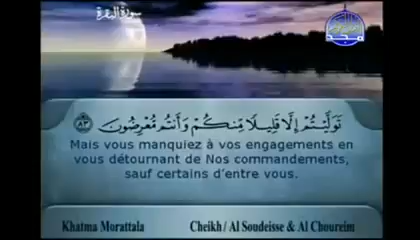 سورة البقرة
المجد
تَوَلَّيْتُمْ إِلَّا قَلِيلًا مِّنكُمْ وَأَنتُم مُّعْرِضُونَ ٨٣
Mais vous manquiez à vos engagements en
vous détournant de Nos commandements,
sauf certains d'entre vous.
Khatma Morattala Cheikh/ Al Soudeisse & Al Choureim